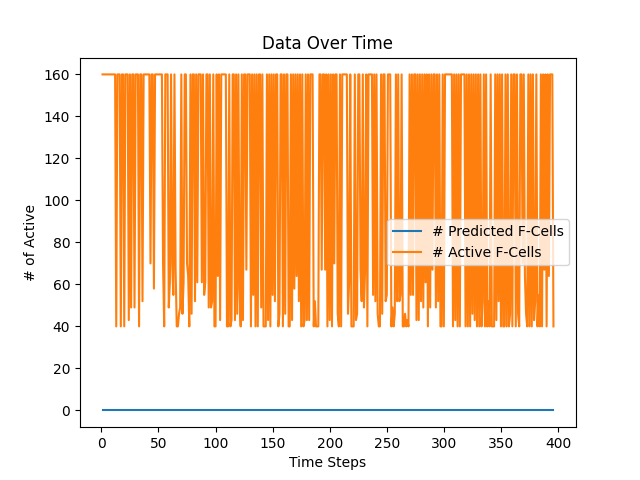 Data Over Time
# of Active
160
140
120
100
80
60
40
20
0
# Predicted F-Cells
# Active F-Cells
0 50 100 150 200 250 300 350 400
Time Steps